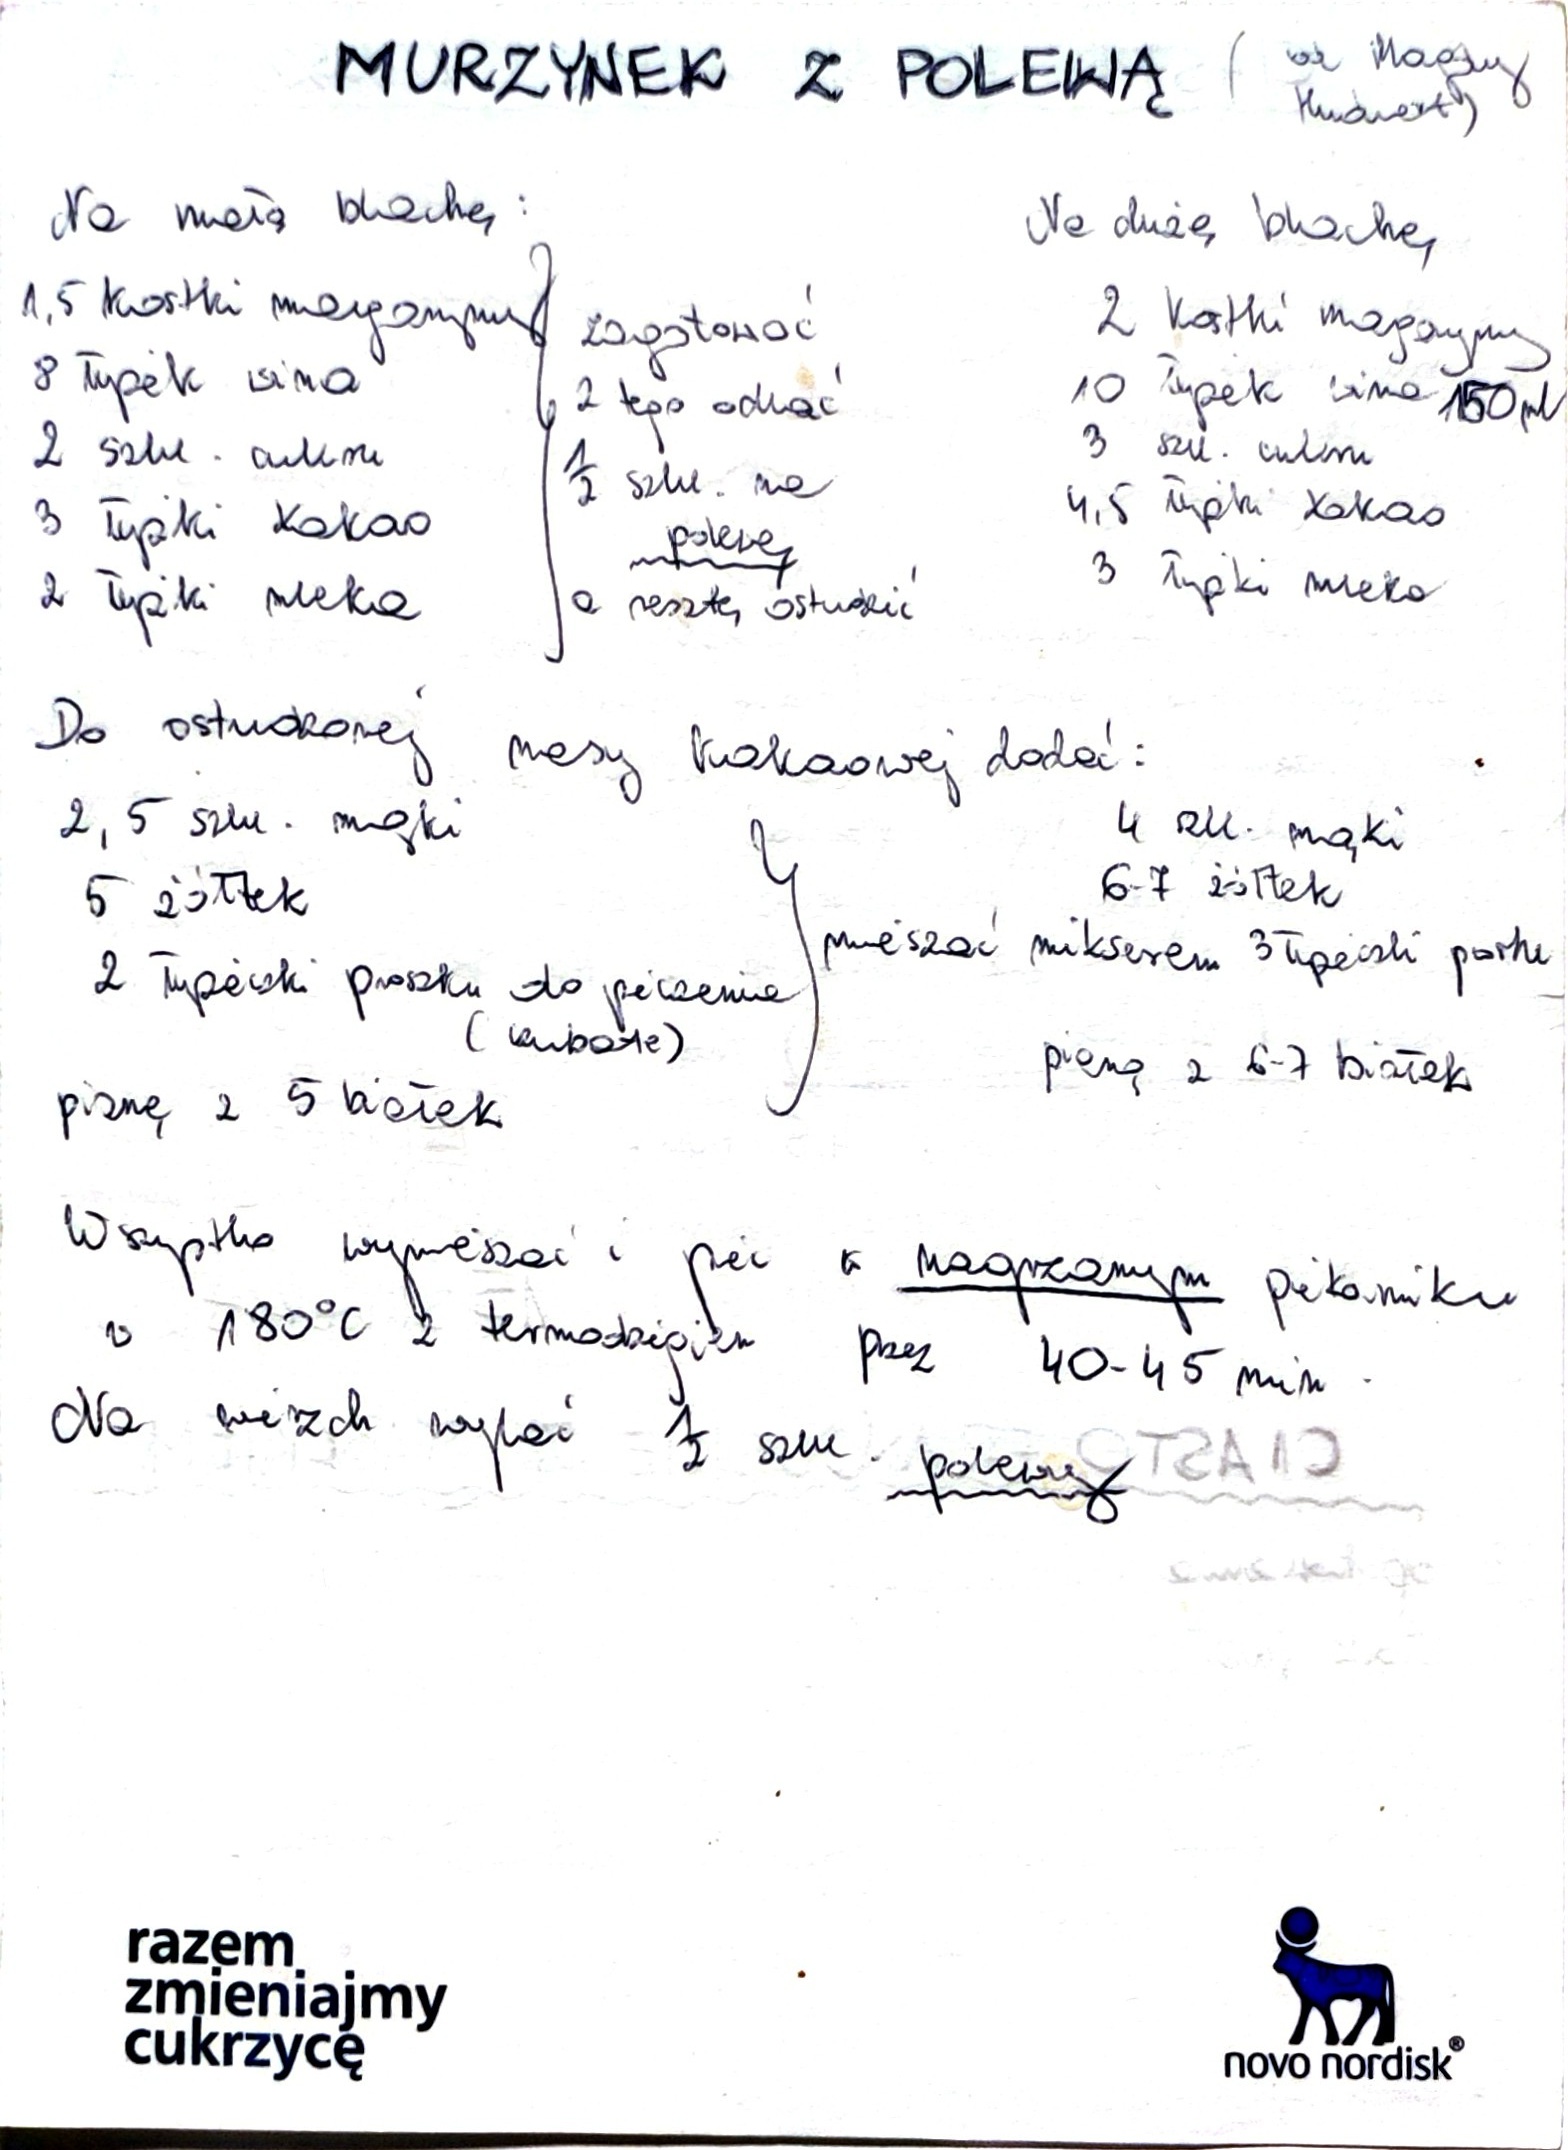 MURZYNEK Z POLEWĄ (od Magdy
Na małą blachę:
1,5 kostki margaryny
8 łyżek wina
2 szkl. cukru
3 łyżki kakao
2 łyżki mleka
zagotować
z tego odlać
1/2 szkl. na
polewę
a resztę ostudzić
Na dużą blachę
2 kostki margaryny
10 łyżek wina 150 ml
3 szkl. cukru
4,5 łyżki kakao
3 łyżki mleka
Do ostudzonej masy kakaowej dodać:
2,5 szkl. mąki
5 żółtek
2 łyżeczki proszku do pieczenia
(czubate)
pianę z 5 białek
mieszać mikserem
4 szkl. mąki
6-7 żółtek
3 łyżeczki
pianą z 6-7 białek
Wszystko wymieszać i piec w nagrzanym piekarniku
w 180°C z termoobiegiem przez 40-45 min.
Na wierzch wylać 1/2 szkl. polewy
CIASTO
razem
zmieniajmy
cukrzycę
novo nordisk®